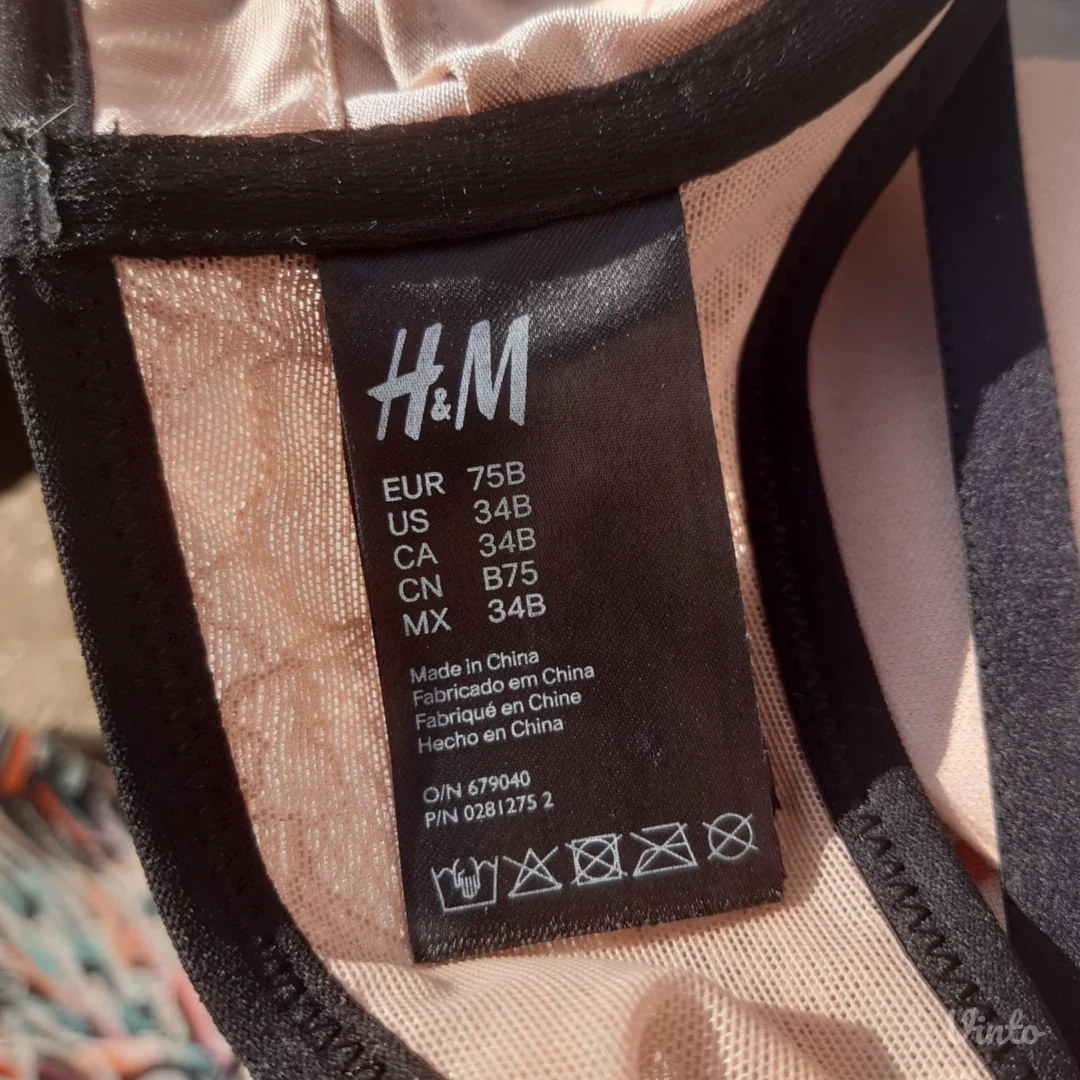 H&M
EUR 75B
US 34B
CA 34B
CN B75
MX 34B
Made in China
Fabricado em China
Fabriqué en Chine
Hecho en China
O/N 679040
P/N 0281275 2
Vinto